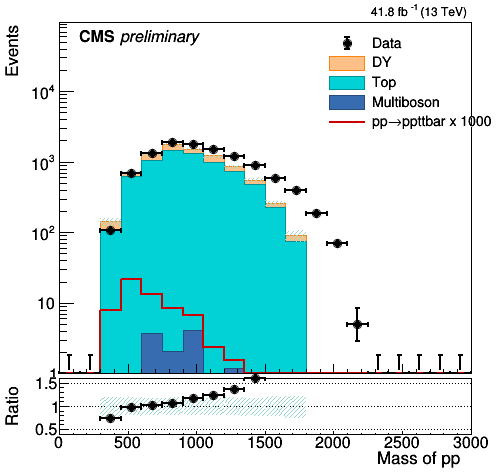 41.8 fb⁻¹ (13 TeV)
CMS preliminary
Events
Data
DY
Top
Multiboson
pp→ppttbar x 1000
10⁴
10³
10²
10
1
Ratio
1.5
1
0.5
0 500 1000 1500 2000 2500 3000
Mass of pp